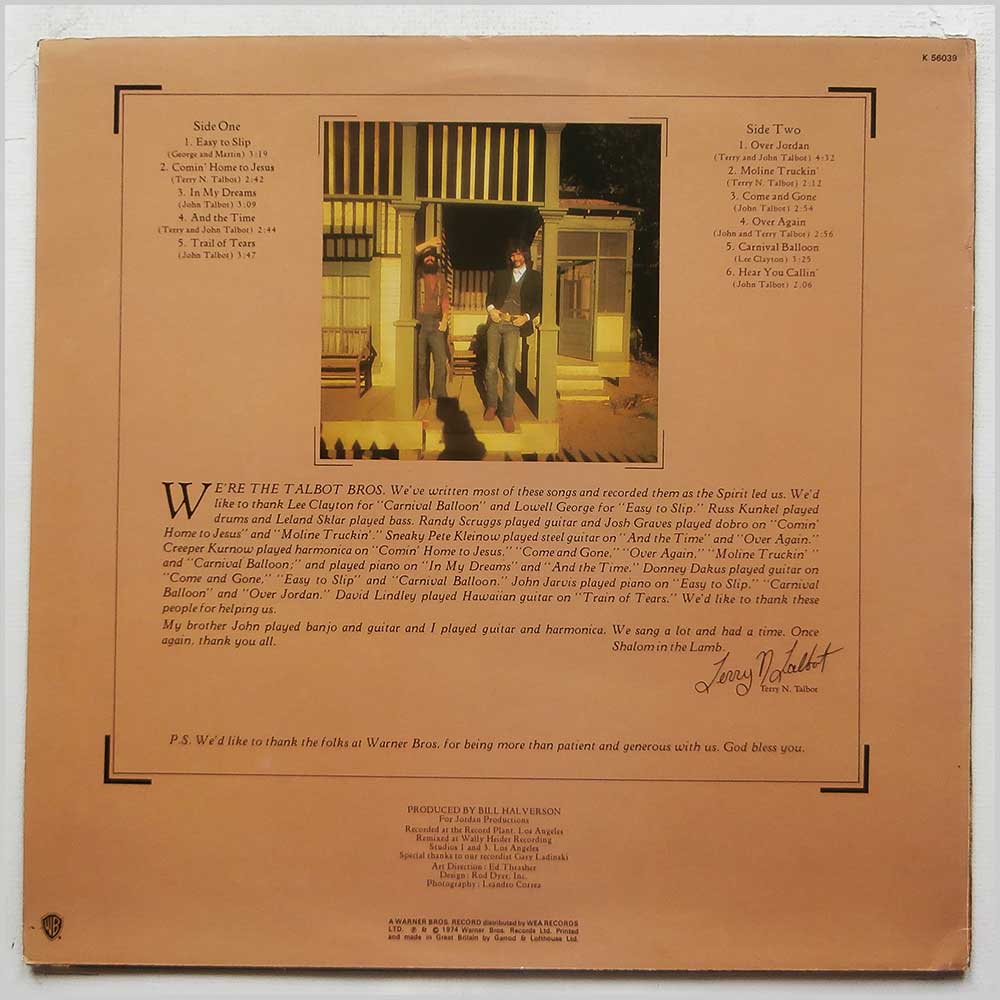 K 56039
Side One
1. Easy to Slip
(George and Martin) 3:19
2. Comin' Home to Jesus
(Terry N. Talbot) 2:42
3. In My Dreams
(John Talbot) 3:09
4. And the Time
(Terry and John Talbot) 2:44
5. Trail of Tears
(John Talbot) 3:47
Side Two
1. Over Jordan
(Terry and John Talbot) 4:32
2. Moline Truckin'
(Terry N. Talbot) 2:12
3. Come and Gone
(John Talbot) 2:54
4. Over Again
(John and Terry Talbot) 2:56
5. Carnival Balloon
(Lee Clayton) 3:25
6. Hear You Callin'
(John Talbot) 2.06
WE'RE THE TALBOT BROS. We've written most of these songs and recorded them as the Spirit led us. We'd
like to thank Lee Clayton for "Carnival Balloon" and Lowell George for "Easy to Slip." Russ Kunkel played
drums and Leland Sklar played bass. Randy Scruggs played guitar and Josh Graves played dobro on "Comin'
Home to Jesus" and "Moline Truckin'." Sneaky Pete Kleinow played steel guitar on "And the Time" and "Over Again."
Creeper Kurnow played harmonica on "Comin' Home to Jesus," "Come and Gone," "Over Again," "Moline Truckin' "
and "Carnival Balloon;" and played piano on "In My Dreams" and "And the Time." Donney Dakus played guitar on
"Come and Gone," "Easy to Slip" and "Carnival Balloon." John Jarvis played piano on "Easy to Slip," "Carnival
Balloon" and "Over Jordan." David Lindley played Hawaiian guitar on "Train of Tears." We'd like to thank these
people for helping us.
My brother John played banjo and guitar and I played guitar and harmonica. We sang a lot and had a time. Once
again, thank you all.
Shalom in the Lamb.
Terry N Talbot
Terry N. Talbot
P.S. We'd like to thank the folks at Warner Bros. for being more than patient and generous with us. God bless you.
PRODUCED BY BILL HALVERSON
For Jordan Productions
Recorded at the Record Plant, Los Angeles
Remixed at Wally Heider Recording
Studios 1 and 3, Los Angeles
Special thanks to our recordist Gary Ladinski
Art Direction : Ed Thrasher
Design : Rod Dyer, Inc.
Photography : Leandro Correa
WB
A WARNER BROS. RECORD distributed by WEA RECORDS
LTD. ℗ & © 1974 Warner Bros. Records Ltd. Printed
and made in Great Britain by Garrod & Lofthouse Ltd.